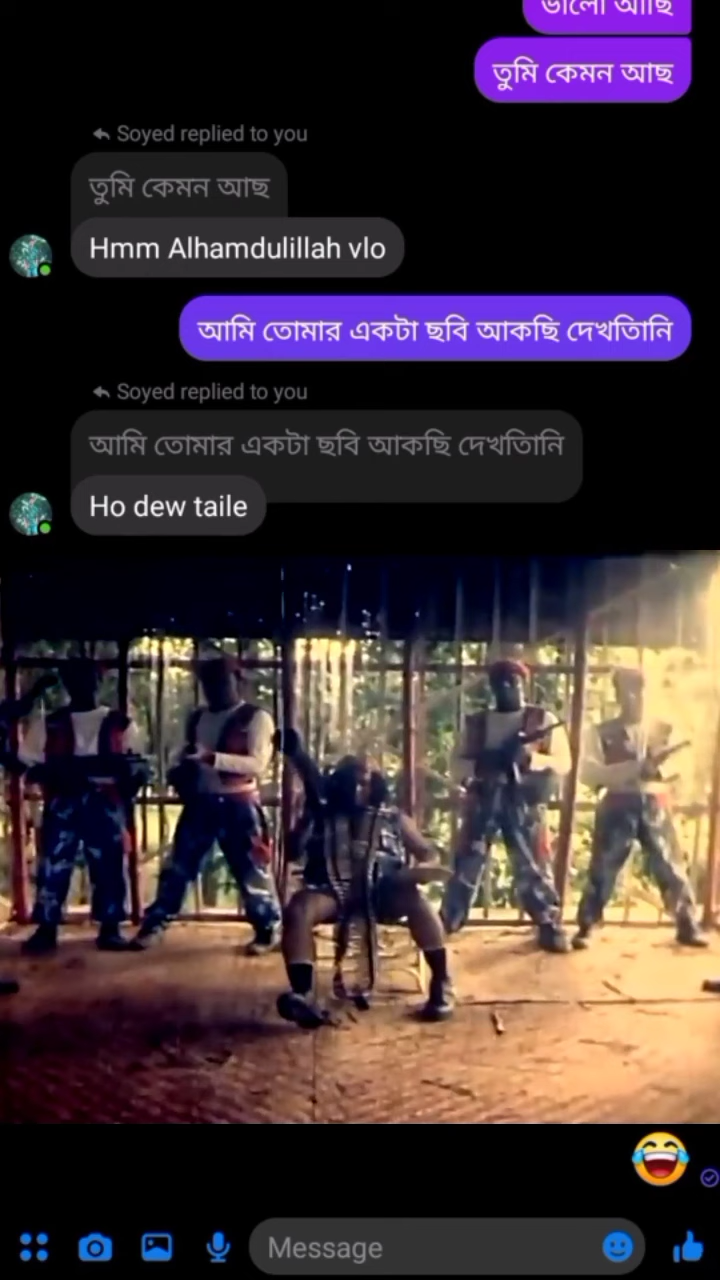 ভালো আছি
তুমি কেমন আছ
Soyed replied to you
তুমি কেমন আছ
Hmm Alhamdulillah vlo
আমি তোমার একটা ছবি আকছি দেখতািনি
Soyed replied to you
আমি তোমার একটা ছবি আকছি দেখতািনি
Ho dew taile
Message